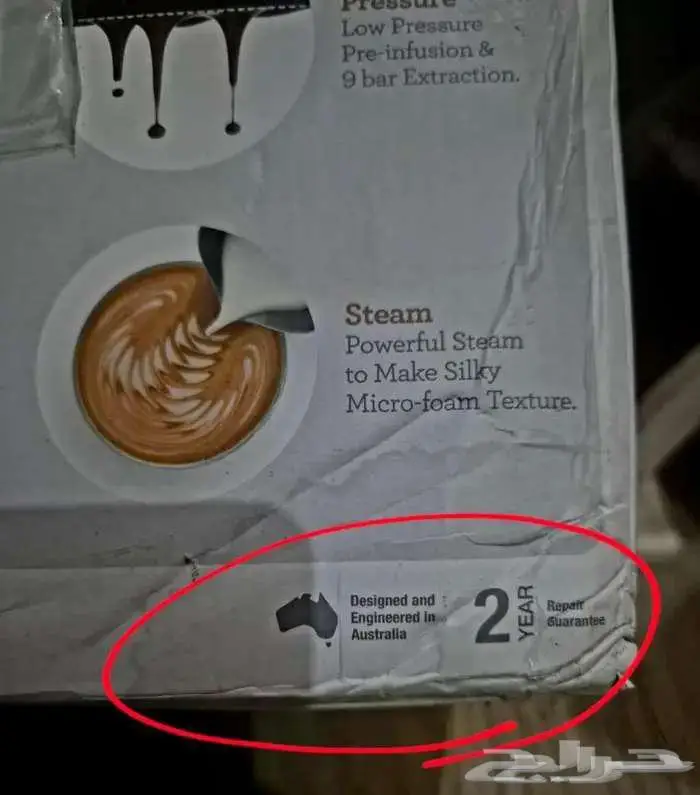 Pressure
Low Pressure
Pre-infusion &
9 bar Extraction.
Steam
Powerful Steam
to Make Silky
Micro-foam Texture.
Designed and
Engineered in
Australia
2 YEAR
Repair
Guarantee
حراج